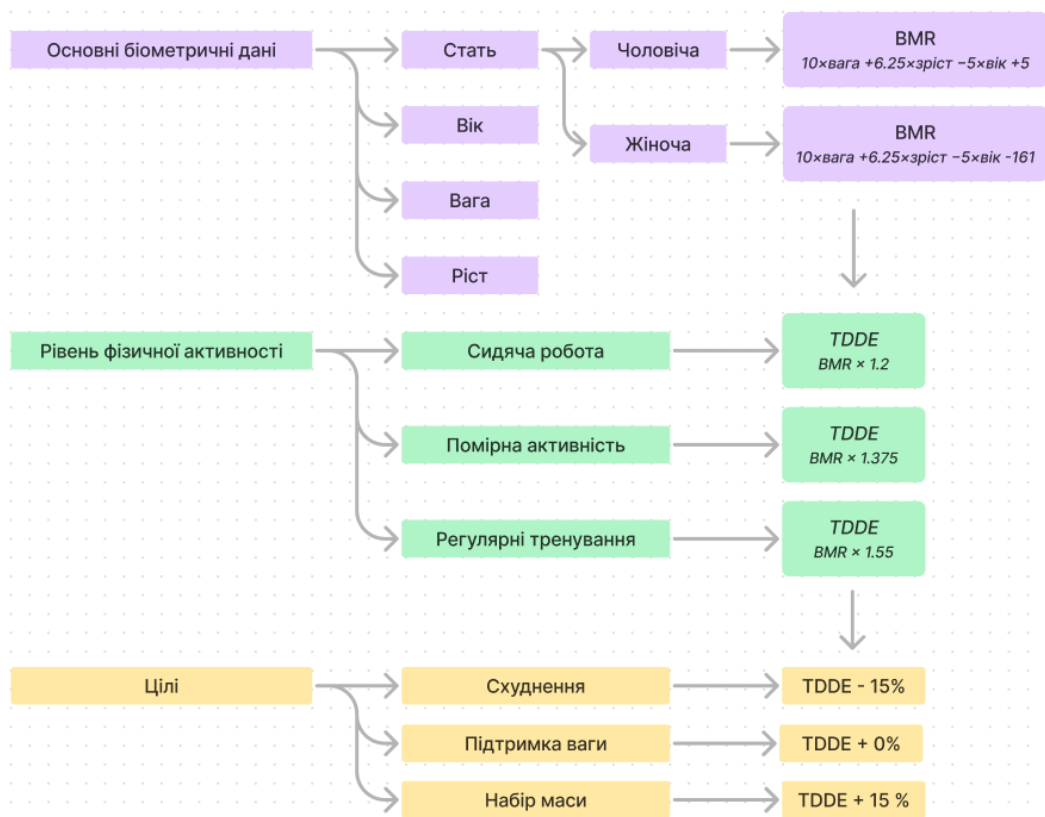 Основні біометричні дані
Стать
Чоловіча
BMR
10×вага +6.25×зріст −5×вік +5
Вік
Жіноча
BMR
10×вага +6.25×зріст −5×вік -161
Вага
Ріст
Рівень фізичної активності
Сидяча робота
TDDE
BMR × 1.2
Помірна активність
TDDE
BMR × 1.375
Регулярні тренування
TDDE
BMR × 1.55
Цілі
Схуднення
TDDE - 15%
Підтримка ваги
TDDE + 0%
Набір маси
TDDE + 15 %